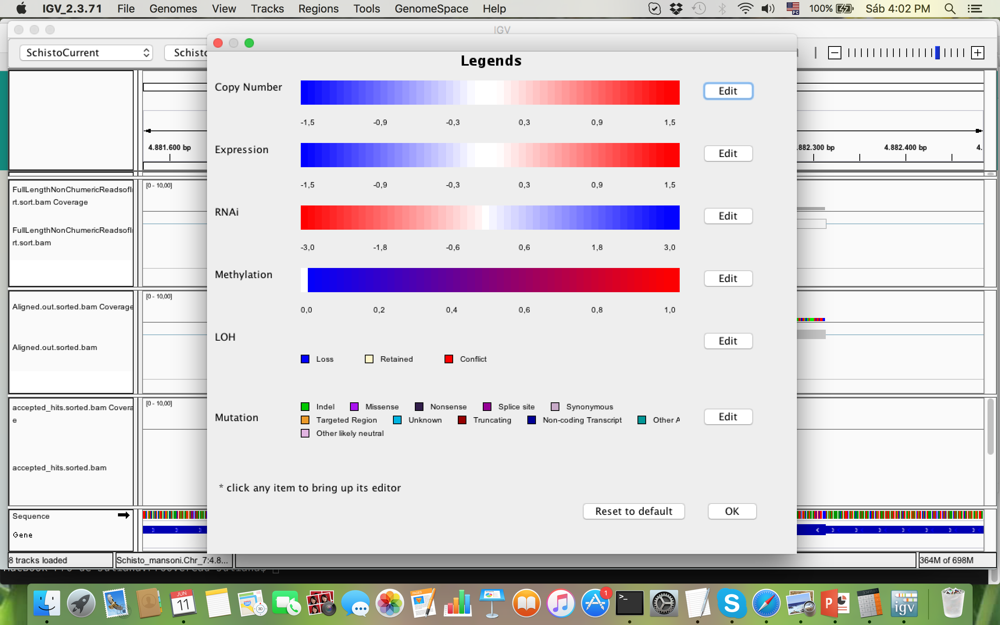 IGV_2.3.71 File Genomes View Tracks Regions Tools GenomeSpace Help 100% Sáb 4:02 PM
IGV
SchistoCurrent
Legends
Copy Number
Edit
-1,5 -0,9 -0,3 0,3 0,9 1,5
4.881.600 bp
.882.300 bp 4.882.400 bp 4.
Expression
Edit
-1,5 -0,9 -0,3 0,3 0,9 1,5
[0 - 10,00]
rt.sort.bam Coverage
RNAi
Edit
rt.sort.bam
-3,0 -1,8 -0,6 0,6 1,8 3,0
Methylation
Edit
[0 - 10,00]
Aligned.out.sorted.bam Coverage
0,0 0,2 0,4 0,6 0,8 1,0
LOH
Edit
Aligned.out.sorted.bam
Loss Retained Conflict
[0 - 10,00]
accepted_hits.sorted.bam Covera
e
Mutation
Indel Missense Nonsense Splice site Synonymous
Targeted Region Unknown Truncating Non-coding Transcript Other A
Other likely neutral
Edit
accepted_hits.sorted.bam
* click any item to bring up its editor
Reset to default OK
Sequence
Gene
8 tracks loaded Schisto_mansoni.Chr_7:4.8... 364M of 698M
JUN
11
PAGES
280
3D
1
>_
S
P
3.141593
igv